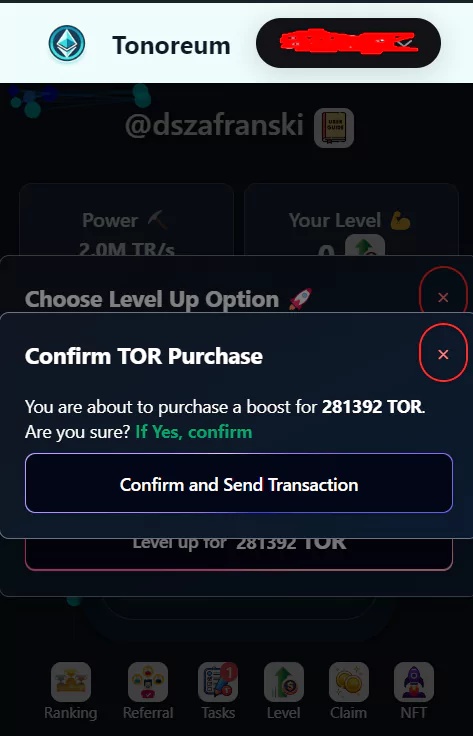 Tonoreum
@dszafranski
USER GUIDE
Power
Your Level
2.0M TR/s
0
Choose Level Up Option
×
Confirm TOR Purchase
×
You are about to purchase a boost for 281392 TOR.
Are you sure? If Yes, confirm
Confirm and Send Transaction
Level up for 281392 TOR
1
Ranking
Referral
Tasks
Level
Claim
NFT